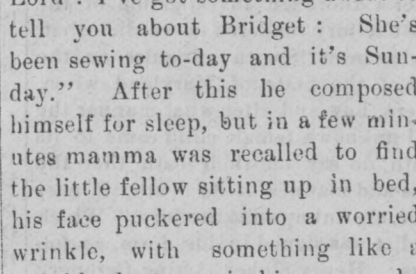 tell you about Bridget : She's
been sewing to-day and it's Sun-
day." After this he composed
himself for sleep, but in a few min-
utes mamma was recalled to find
the little fellow sitting up in bed,
his face puckered into a worried
wrinkle, with something like a